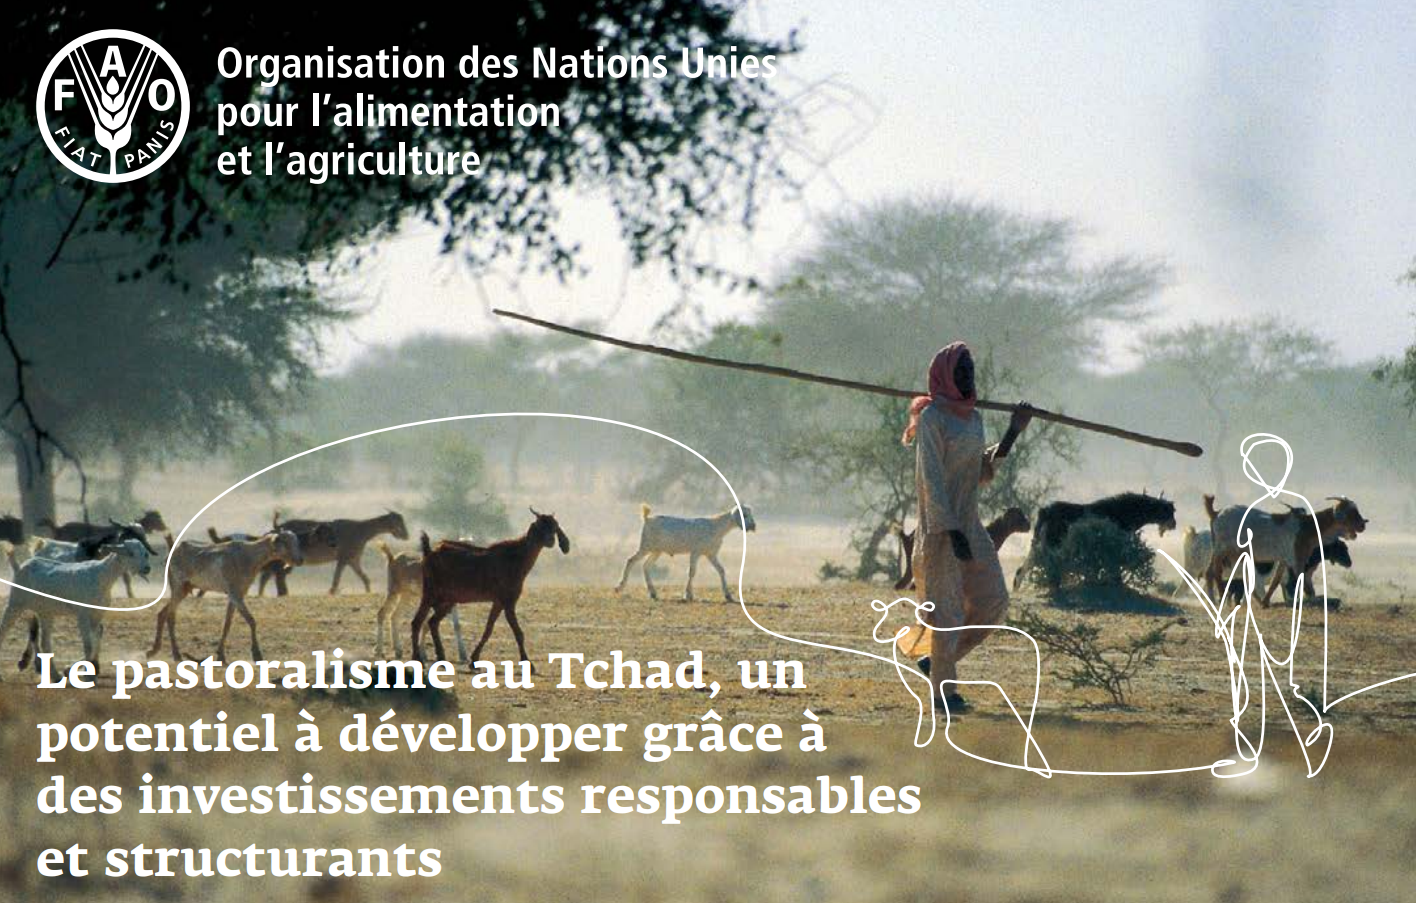 F A O
FIAT PANIS
Organisation des Nations Unies
pour l'alimentation
et l'agriculture
Le pastoralisme au Tchad, un
potentiel à développer grâce à
des investissements responsables
et structurants